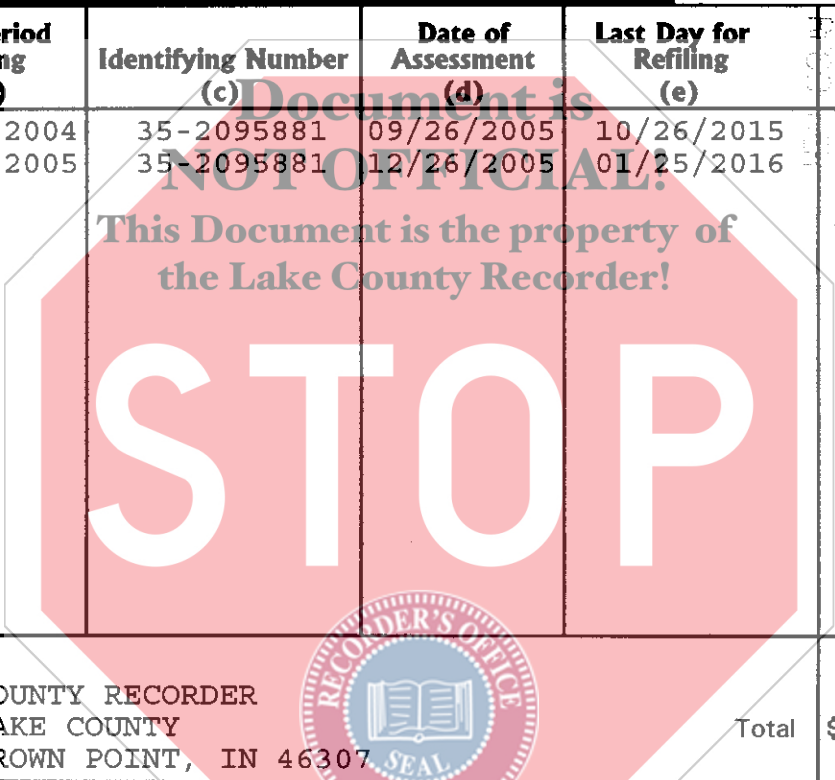 Identifying Number
(c)
Date of
Assessment
(d)
Last Day for
Refiling
(e)
2004 35-2095881 09/26/2005 10/26/2015
2005 35-2095881 12/26/2005 01/25/2016
Document is
NOT OFFICIAL!
This Document is the property of
the Lake County Recorder!
STOP
RECORDER'S OFFICE
SEAL
OUNTY RECORDER
AKE COUNTY
ROWN POINT, IN 46307
Total $